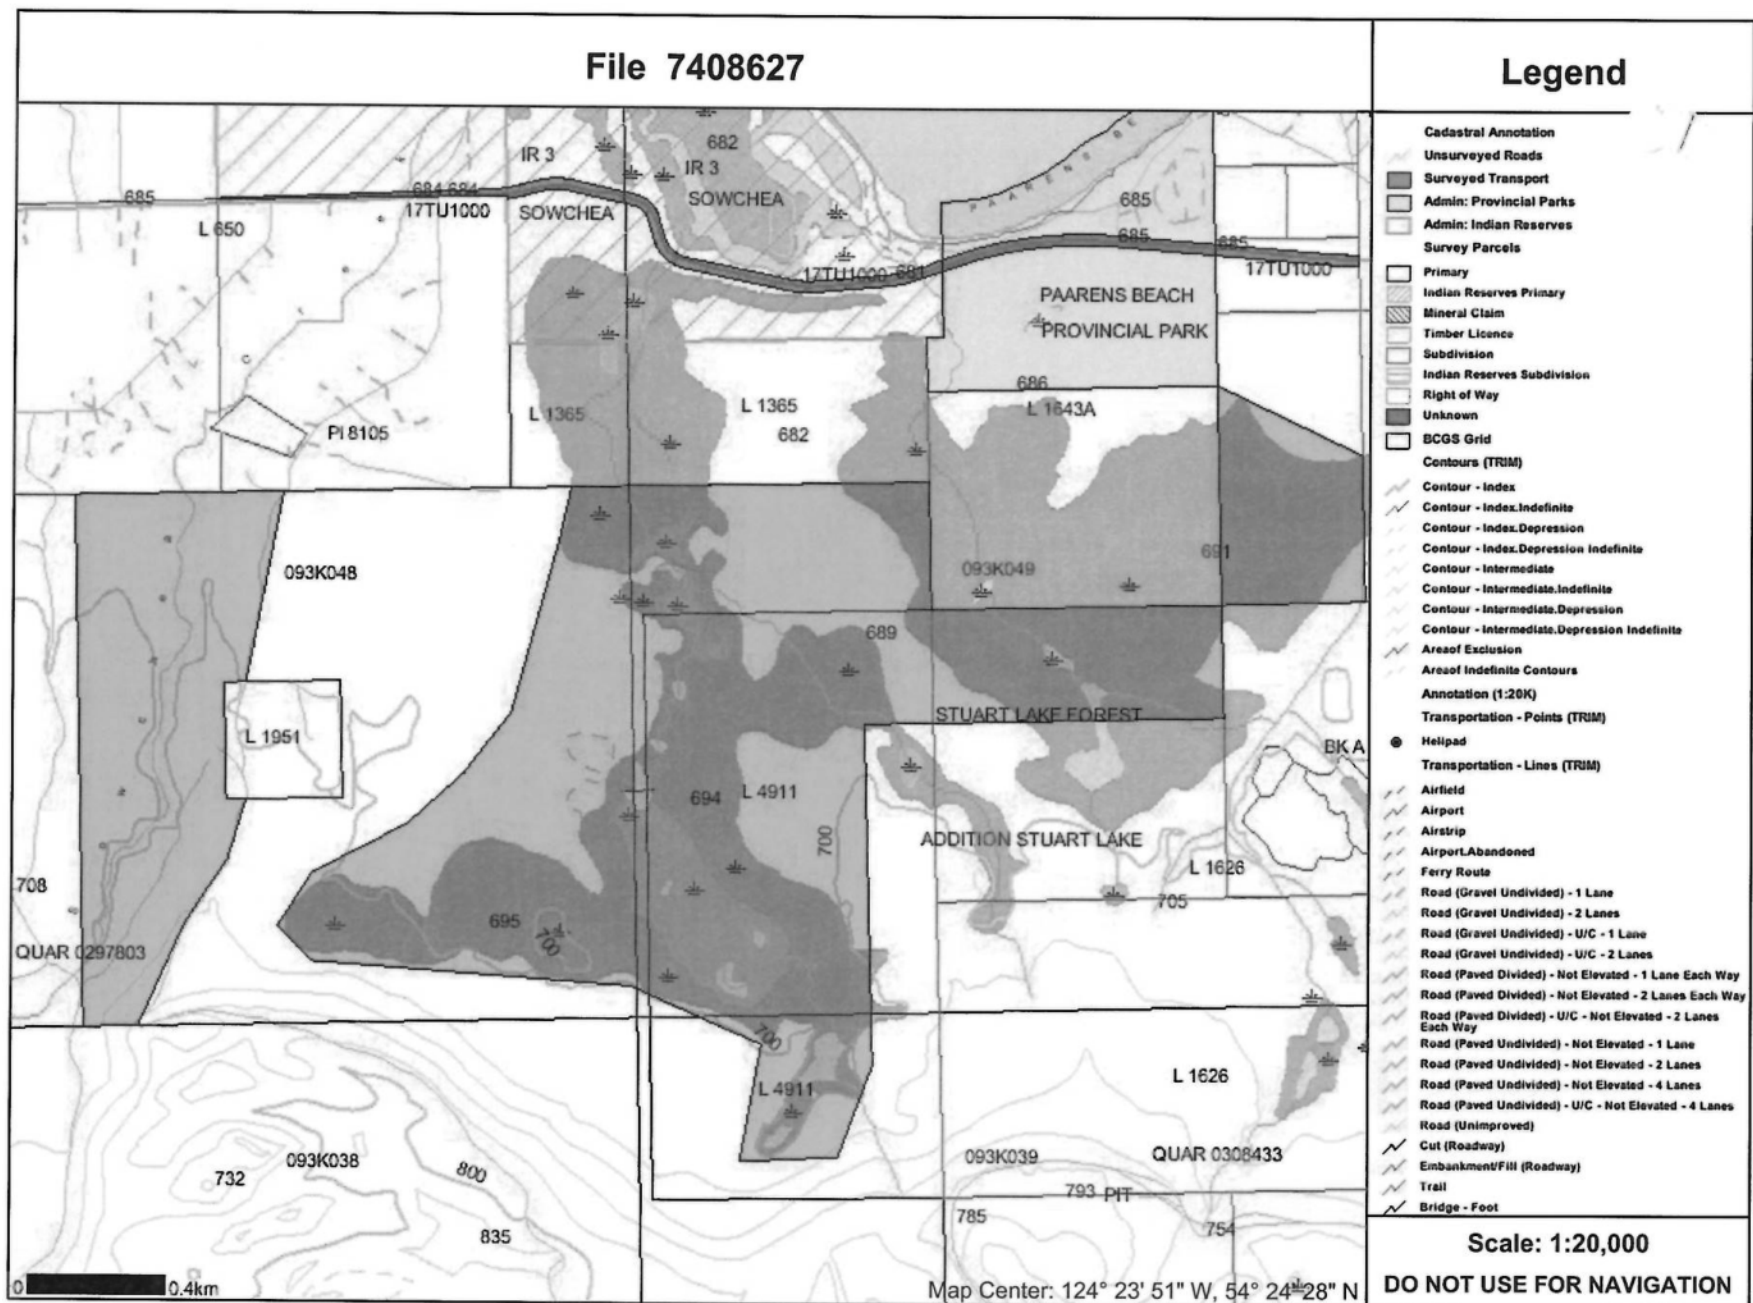 File 7408627
Legend
682
IR 3
IR 3
685
684 684
17TU1000
SOWCHEA
SOWCHEA
PAARENS BE
685
L 650
685
685
17TU1000
681
17TU1000
PAARENS BEACH
PROVINCIAL PARK
686
L 1365
L 1365
L 1643A
PI 8105
682
093K048
093K049
691
689
L 1951
STUART LAKE FOREST
BK A
694
L 4911
700
ADDITION STUART LAKE
L 1626
708
705
695
700
QUAR 0297803
700
L 4911
L 1626
732
093K038
800
093K039
QUAR 0308433
793 PIT
785
754
835
0
0.4km
Map Center: 124° 23' 51" W, 54° 24' 28" N
Cadastral Annotation
Unsurveyed Roads
Surveyed Transport
Admin: Provincial Parks
Admin: Indian Reserves
Survey Parcels
Primary
Indian Reserves Primary
Mineral Claim
Timber Licence
Subdivision
Indian Reserves Subdivision
Right of Way
Unknown
BCGS Grid
Contours (TRIM)
Contour - Index
Contour - Index.Indefinite
Contour - Index.Depression
Contour - Index.Depression Indefinite
Contour - Intermediate
Contour - Intermediate.Indefinite
Contour - Intermediate.Depression
Contour - Intermediate.Depression Indefinite
Areaof Exclusion
Areaof Indefinite Contours
Annotation (1:20K)
Transportation - Points (TRIM)
Helipad
Transportation - Lines (TRIM)
Airfield
Airport
Airstrip
Airport.Abandoned
Ferry Route
Road (Gravel Undivided) - 1 Lane
Road (Gravel Undivided) - 2 Lanes
Road (Gravel Undivided) - U/C - 1 Lane
Road (Gravel Undivided) - U/C - 2 Lanes
Road (Paved Divided) - Not Elevated - 1 Lane Each Way
Road (Paved Divided) - Not Elevated - 2 Lanes Each Way
Road (Paved Divided) - U/C - Not Elevated - 2 Lanes
Each Way
Road (Paved Undivided) - Not Elevated - 1 Lane
Road (Paved Undivided) - Not Elevated - 2 Lanes
Road (Paved Undivided) - Not Elevated - 4 Lanes
Road (Paved Undivided) - U/C - Not Elevated - 4 Lanes
Road (Unimproved)
Cut (Roadway)
Embankment/Fill (Roadway)
Trail
Bridge - Foot
Scale: 1:20,000
DO NOT USE FOR NAVIGATION